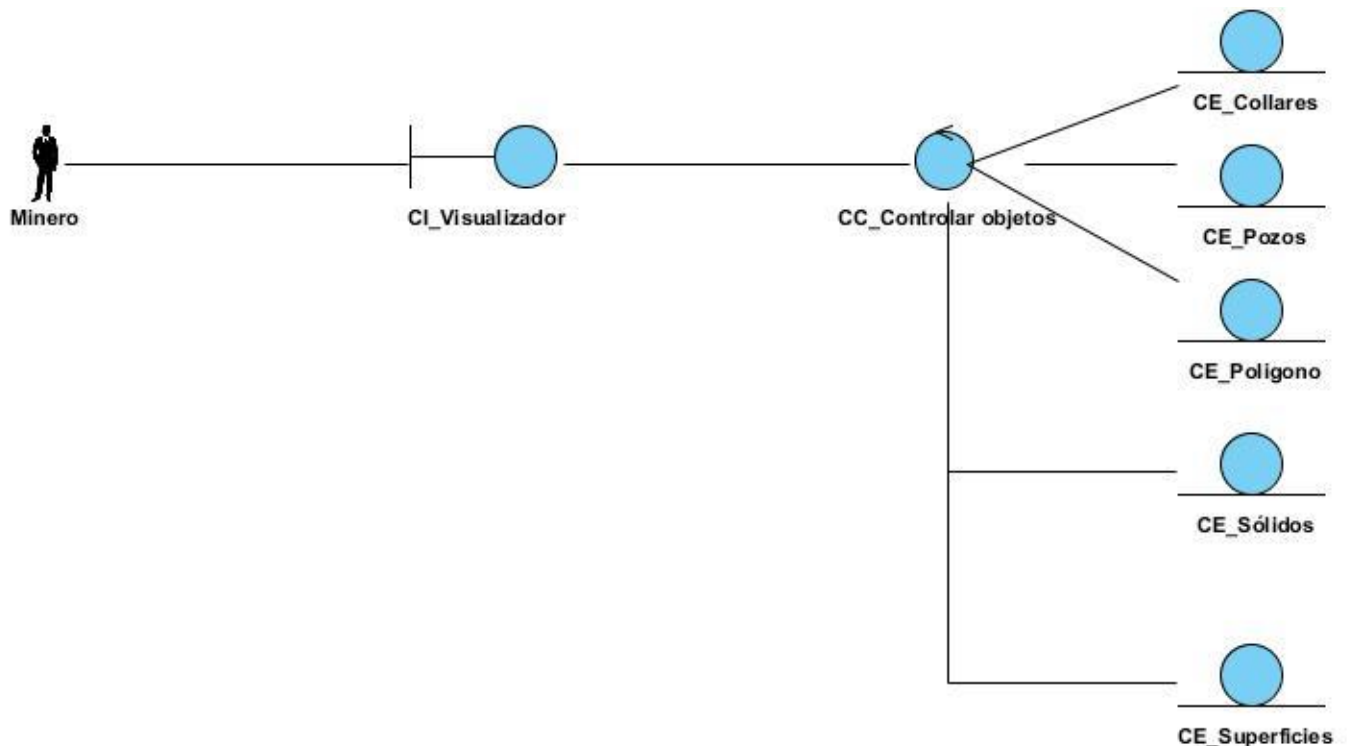 CE_Collares
Minero
CI_Visualizador
CC_Controlar objetos
CE_Pozos
CE_Poligono
CE_Sólidos
CE_Superficies